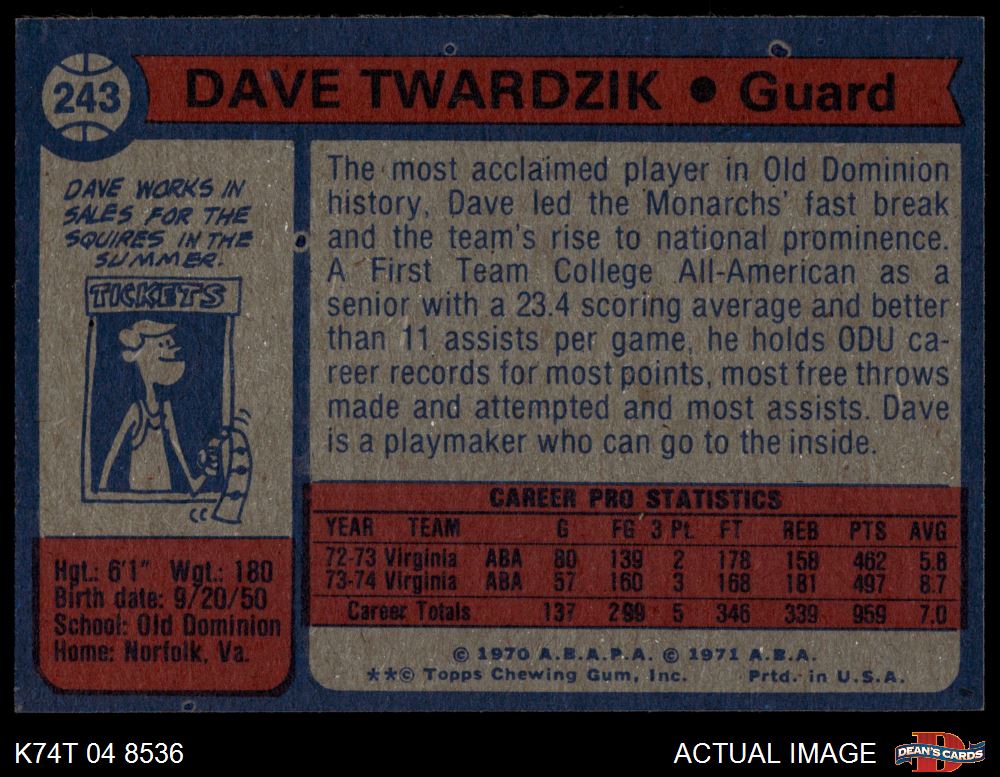 243
DAVE TWARDZIK ● Guard
DAVE WORKS IN
SALES FOR THE
SQUIRES IN THE
SUMMER.
TICKETS
The most acclaimed player in Old Dominion
history, Dave led the Monarchs' fast break
and the team's rise to national prominence.
A First Team College All-American as a
senior with a 23.4 scoring average and better
than 11 assists per game, he holds ODU ca-
reer records for most points, most free throws
made and attempted and most assists. Dave
is a playmaker who can go to the inside.
Hgt.: 6'1" Wgt.: 180
Birth date: 9/20/50
School: Old Dominion
Home: Norfolk, Va.
CAREER PRO STATISTICS
YEAR TEAM G FG 3 Pt. FT REB PTS AVG
72-73 Virginia ABA 80 139 2 178 158 462 5.8
73-74 Virginia ABA 57 160 3 168 181 497 8.7
Career Totals 137 299 5 346 339 959 7.0
© 1970 A.B.A.P.A. © 1971 A.B.A.
**© Topps Chewing Gum, Inc. Prtd. in U.S.A.
K74T 04 8536
ACTUAL IMAGE
D
DEAN'S CARDS